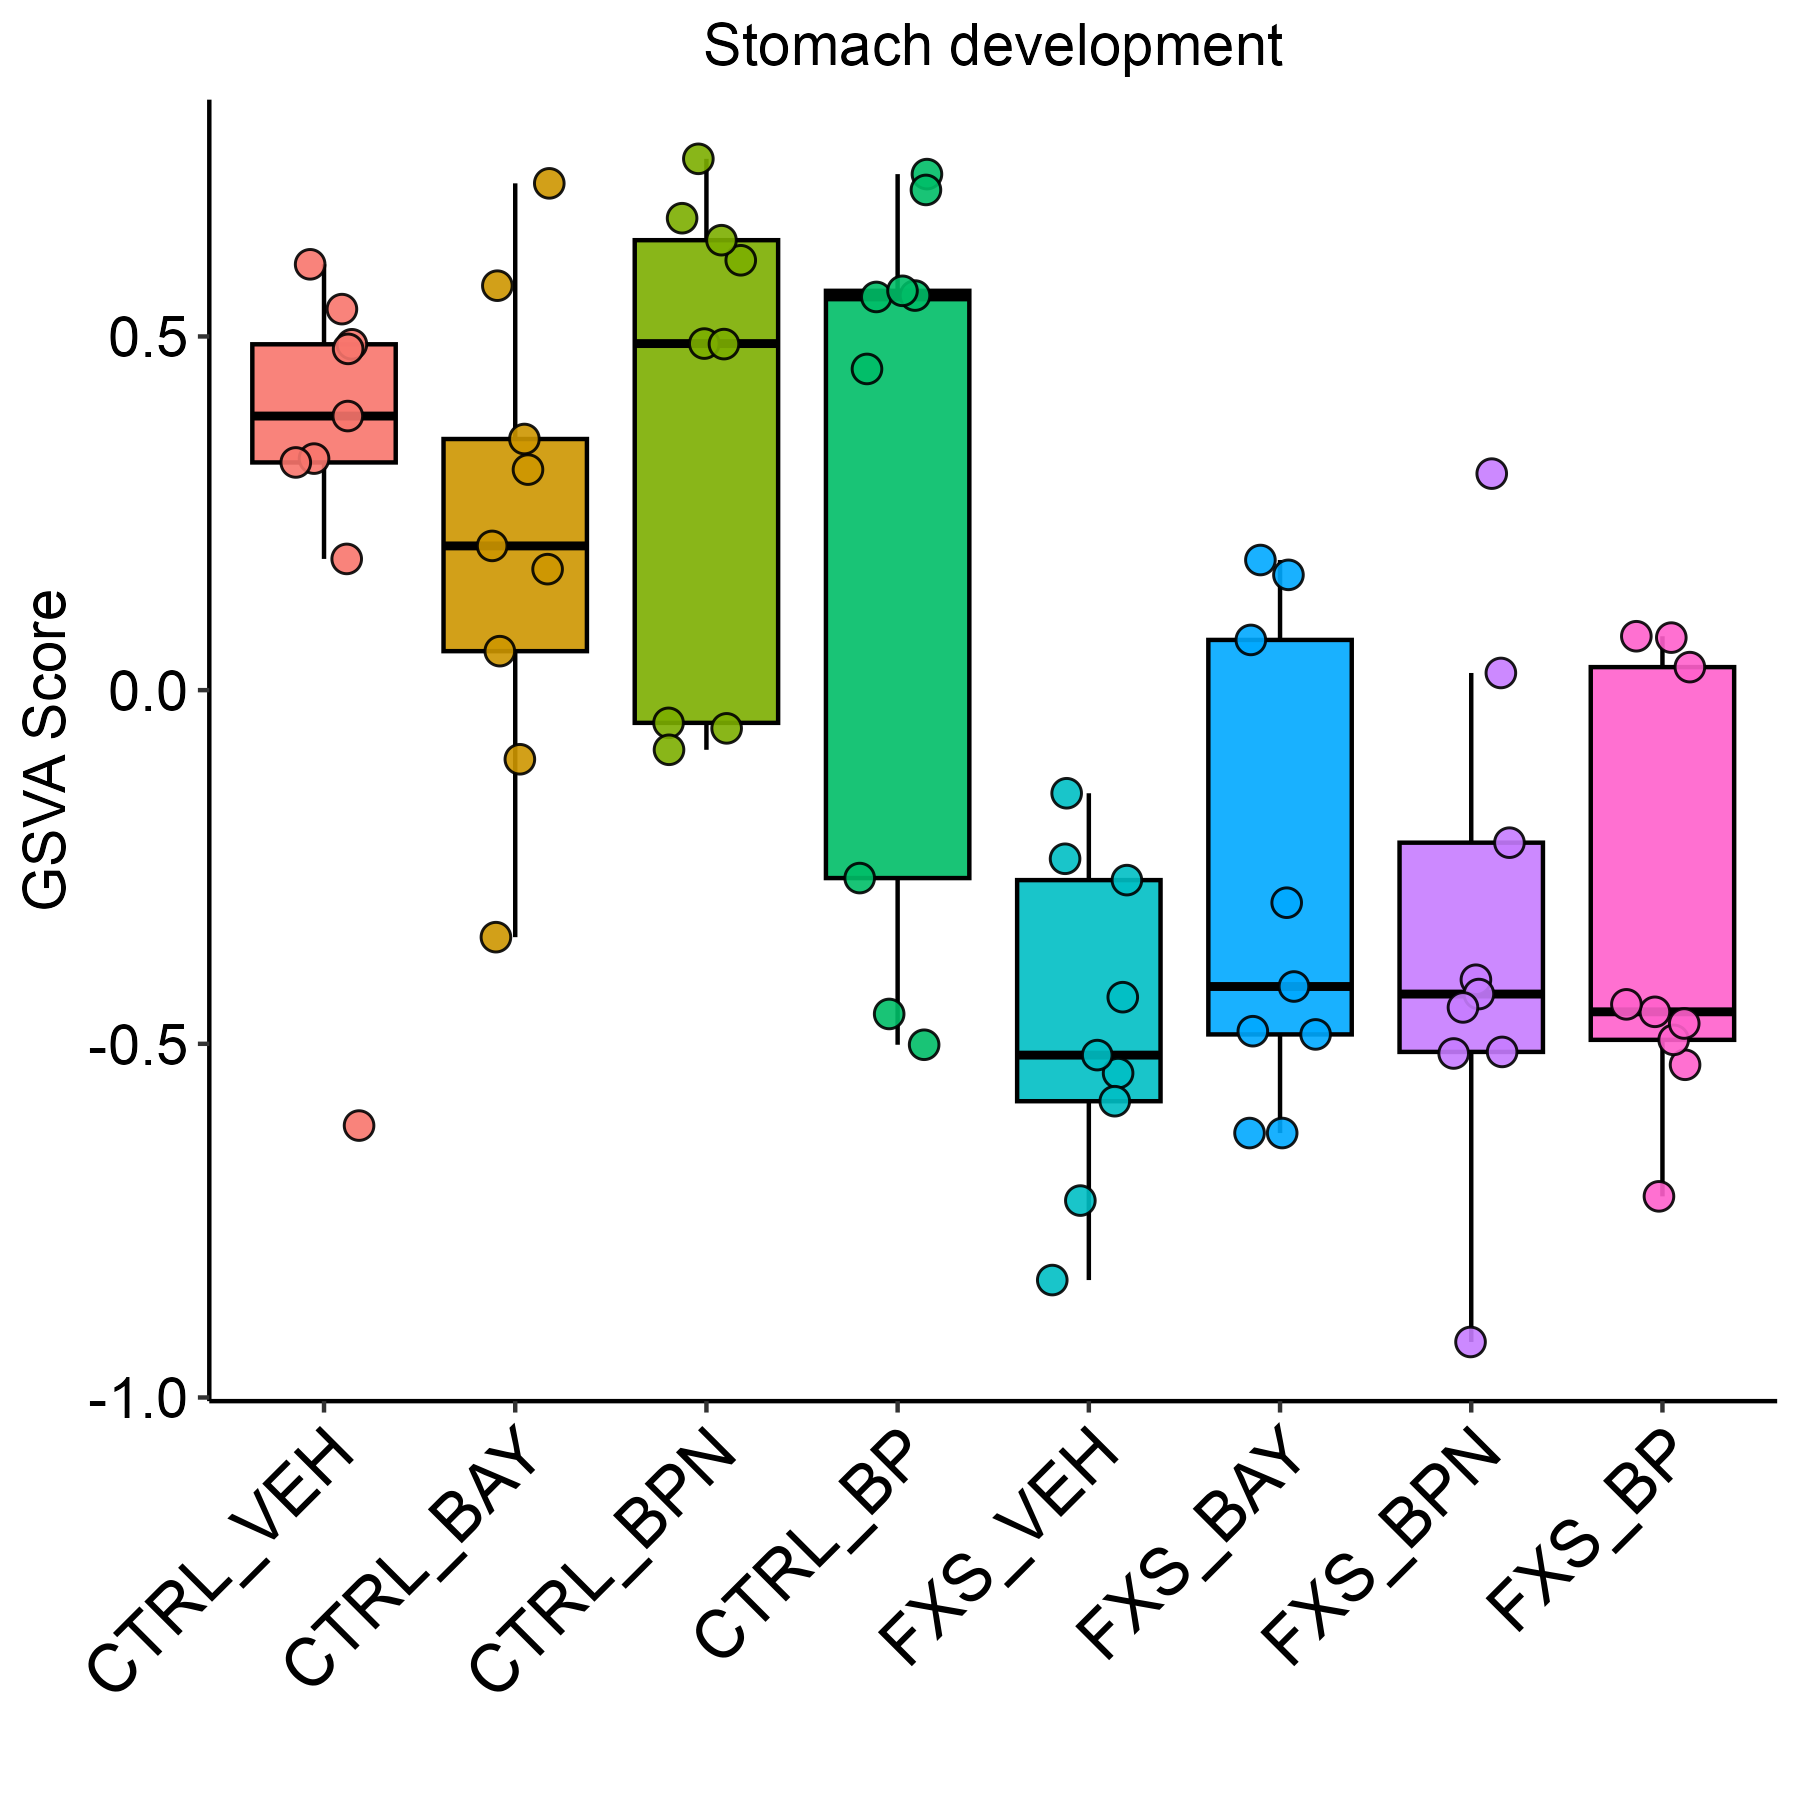 Stomach development
GSVA Score
0.5
0.0
-0.5
-1.0
CTRL_VEH
CTRL_BAY
CTRL_BPN
CTRL_BP
FXS_VEH
FXS_BAY
FXS_BPN
FXS_BP